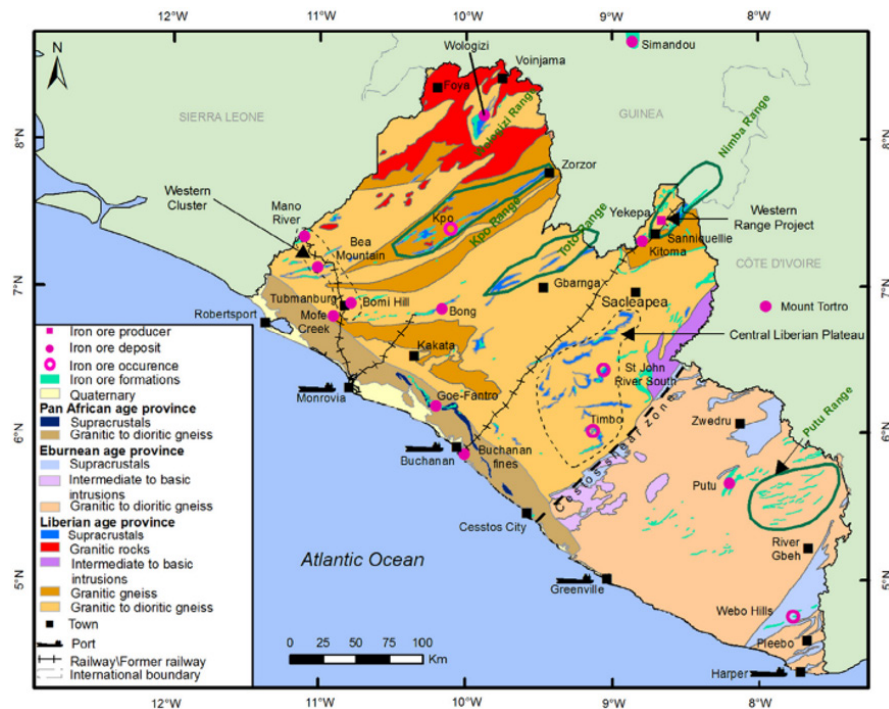 12°W 11°W 10°W 9°W 8°W
N
Wologizi
Voinjama
Simandou
Foya
SIERRA LEONE
GUINEA
8°N
8°N
Nimba Range
Zorzor
Western
Cluster
Mano
River
Kpo
Kpo Range
Toto Range
Yekepa
Western
Range Project
Sanniquellie
Kitoma
Bea
Mountain
CÔTE D'IVOIRE
7°N
7°N
Gbarnga
Sacleapea
Tubmanburg
Bomi Hill
Robertsport
Mofe
Creek
Bong
Mount Tortro
Central Liberian Plateau
Kakata
St John
River South
Monrovia
Goe-Fantro
Timbo
Zwedru
Putu Range
6°N
6°N
Buchanan
Buchanan
fines
Putu
Cesstos City
River
Gbeh
Atlantic Ocean
5°N
5°N
Greenville
Webo Hills
Pleebo
Harper
0 25 50 75 100
Km
Iron ore producer
Iron ore deposit
Iron ore occurence
Iron ore formations
Quaternary
Pan African age province
Supracrustals
Granitic to dioritic gneiss
Eburnean age province
Supracrustals
Intermediate to basic
intrusions
Granitic to dioritic gneiss
Liberian age province
Supracrustals
Granitic rocks
Intermediate to basic
intrusions
Granitic gneiss
Granitic to dioritic gneiss
Town
Port
Railway\Former railway
International boundary
12°W 11°W 10°W 9°W 8°W